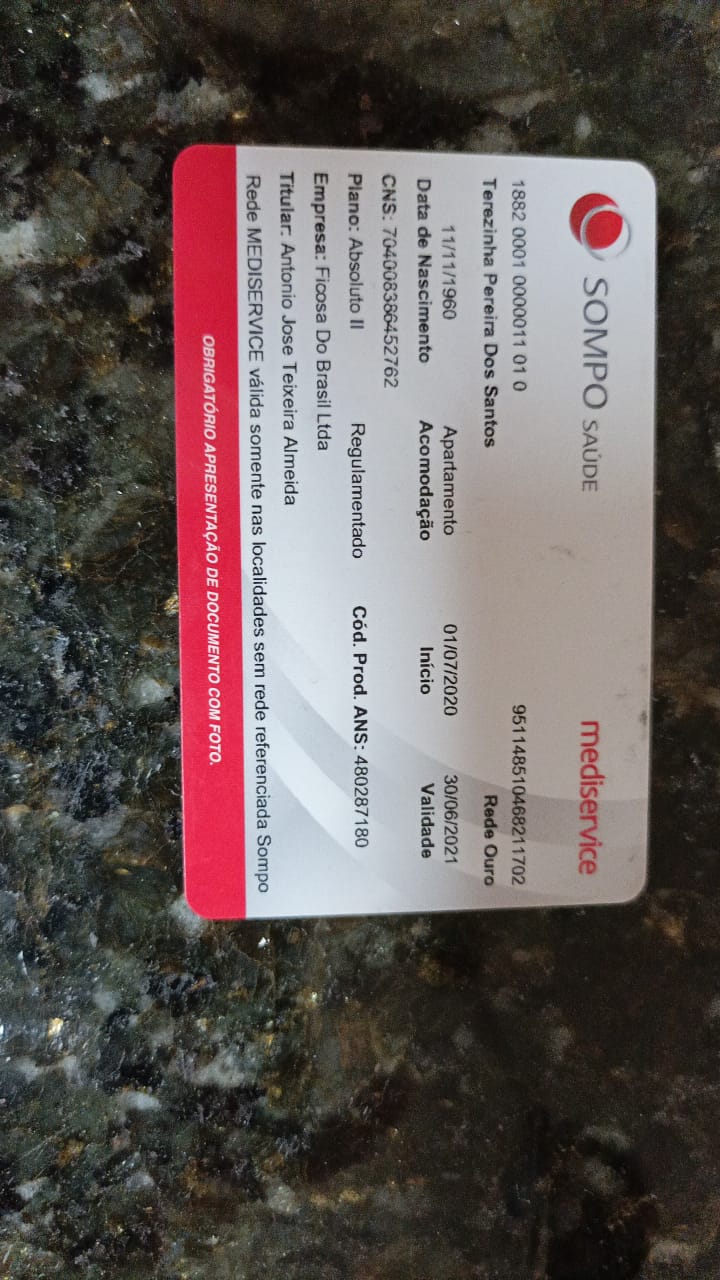 SOMPO SAÚDE mediservice
1882 0001 0000011 01 0 951148510468211702
Terezinha Pereira Dos Santos Rede Ouro
11/11/1960 Apartamento 01/07/2020 30/06/2021
Data de Nascimento Acomodação Início Validade
CNS: 704008366452762
Plano: Absoluto II Regulamentado Cód. Prod. ANS: 480287180
Empresa: Fioosa Do Brasil Ltda
Titular: Antonio Jose Teixeira Almeida
Rede MEDISERVICE válida somente nas localidades sem rede referenciada Sompo
OBRIGATÓRIO APRESENTAÇÃO DE DOCUMENTO COM FOTO.